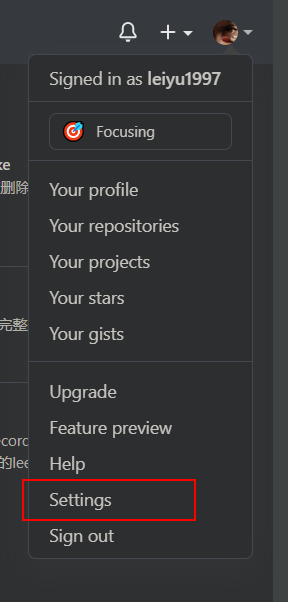 Signed in as leiyu1997
Focusing
Your profile
Your repositories
Your projects
Your stars
Your gists
Upgrade
Feature preview
Help
Settings
Sign out
ke
删除
完整
ecord
的lee